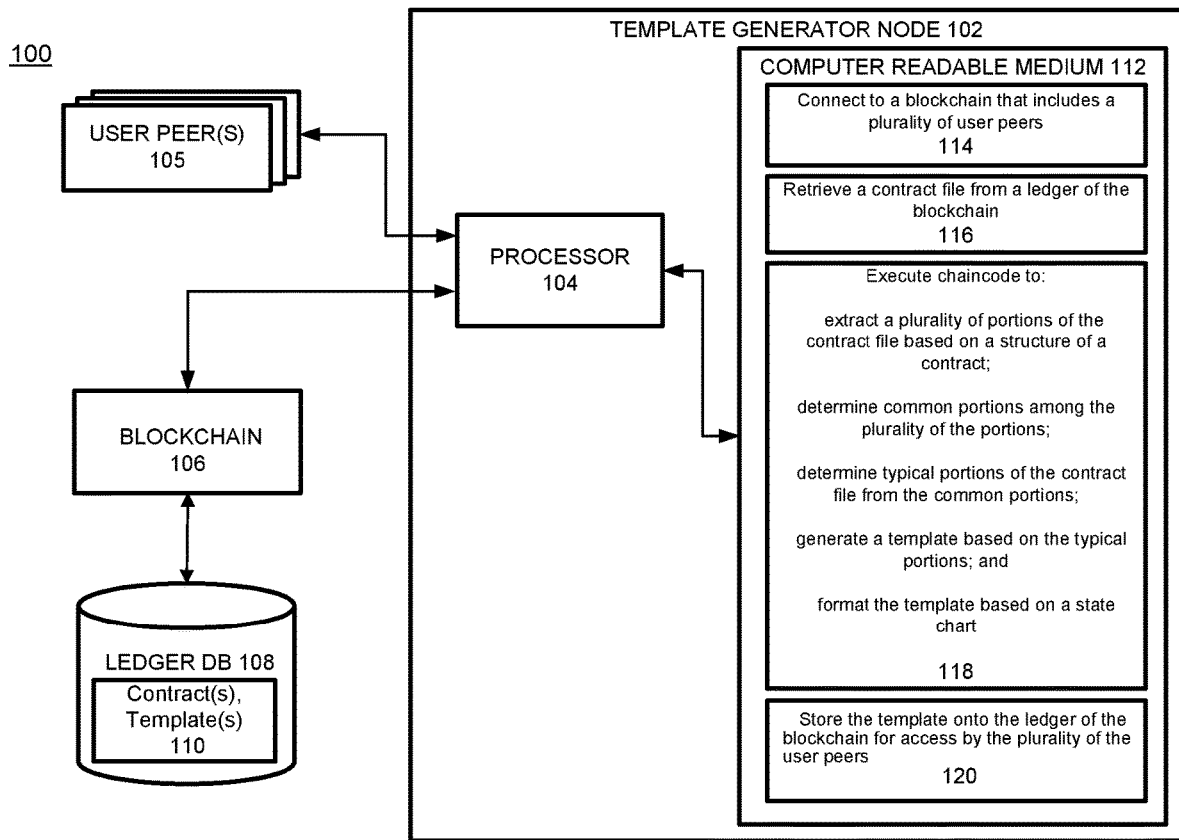 100
USER PEER(S)
105
BLOCKCHAIN
106
LEDGER DB 108
Contract(s),
Template(s)
110
TEMPLATE GENERATOR NODE 102
PROCESSOR
104
COMPUTER READABLE MEDIUM 112
Connect to a blockchain that includes a
plurality of user peers
114
Retrieve a contract file from a ledger of the
blockchain
116
Execute chaincode to:
extract a plurality of portions of the
contract file based on a structure of a
contract;
determine common portions among the
plurality of the portions;
determine typical portions of the contract
file from the common portions;
generate a template based on the typical
portions; and
format the template based on a state
chart
118
Store the template onto the ledger of the
blockchain for access by the plurality of the
user peers
120